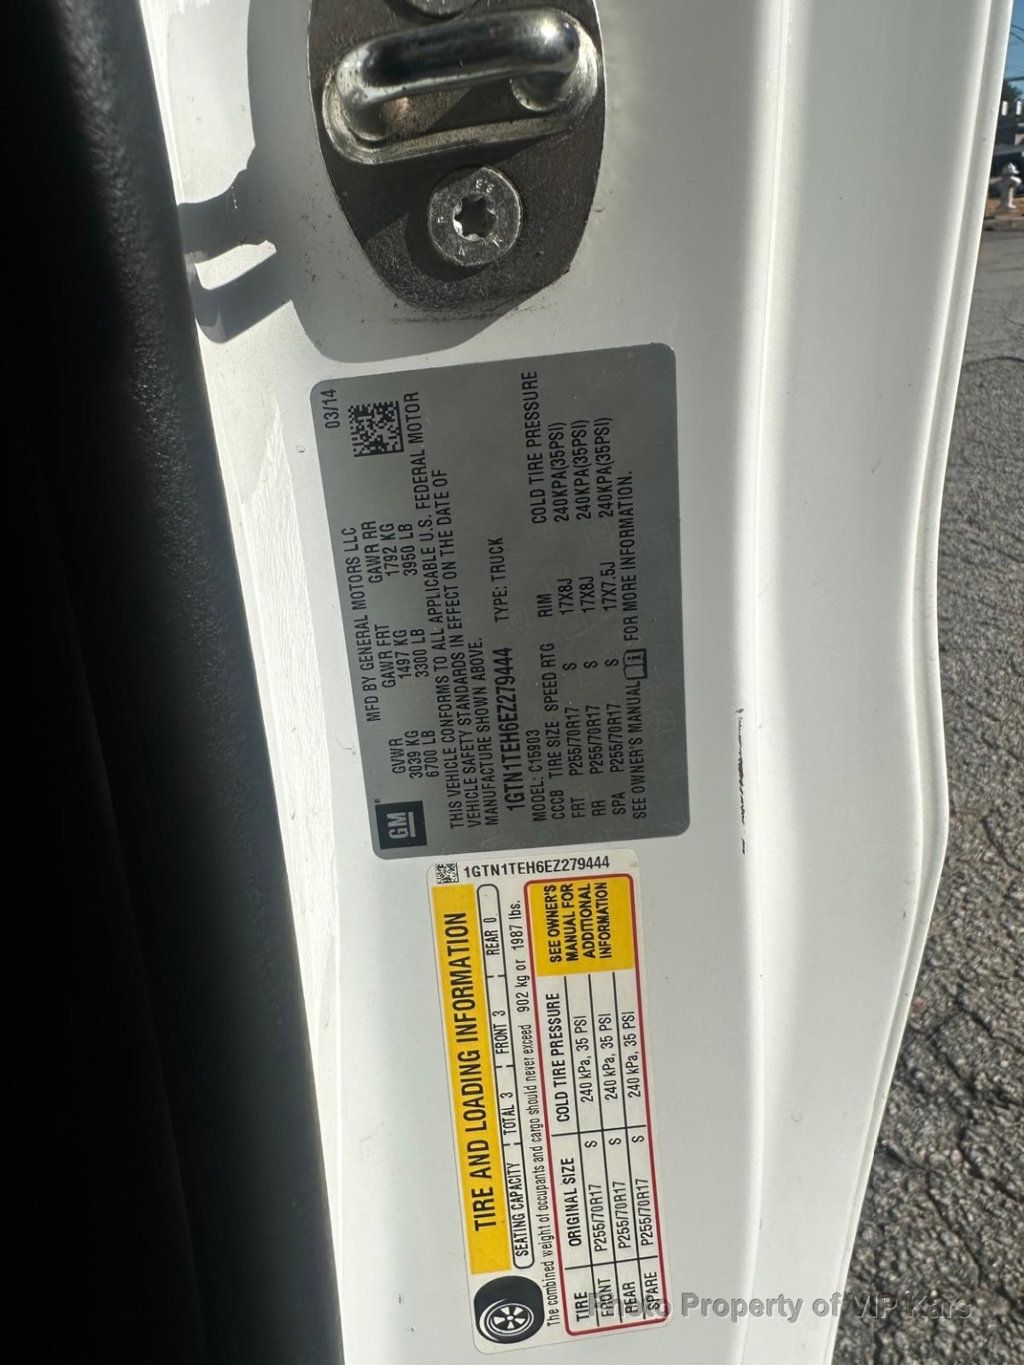 MFD BY GENERAL MOTORS LLC 03/14
GVWR GAWR FRT GAWR RR
3039 KG 1497 KG 1792 KG
6700 LB 3300 LB 3950 LB
THIS VEHICLE CONFORMS TO ALL APPLICABLE U.S. FEDERAL MOTOR
VEHICLE SAFETY STANDARDS IN EFFECT ON THE DATE OF
MANUFACTURE SHOWN ABOVE.
1GTN1TEH6EZ279444 TYPE: TRUCK
MODEL: C15903
CCCB TIRE SIZE SPEED RTG RIM COLD TIRE PRESSURE
FRT P255/70R17 S 17X8J 240KPA(35PSI)
RR P255/70R17 S 17X8J 240KPA(35PSI)
SPA P255/70R17 S 17X7.5J 240KPA(35PSI)
SEE OWNER'S MANUAL FOR MORE INFORMATION.
GM
1GTN1TEH6EZ279444
TIRE AND LOADING INFORMATION
SEATING CAPACITY TOTAL 3 FRONT 3 REAR 0
The combined weight of occupants and cargo should never exceed 902 kg or 1987 lbs.
TIRE ORIGINAL SIZE COLD TIRE PRESSURE
FRONT P255/70R17 S 240 kPa, 35 PSI
REAR P255/70R17 S 240 kPa, 35 PSI
SPARE P255/70R17 S 240 kPa, 35 PSI
SEE OWNER'S
MANUAL FOR
ADDITIONAL
INFORMATION
Photo Property of VIP Kars